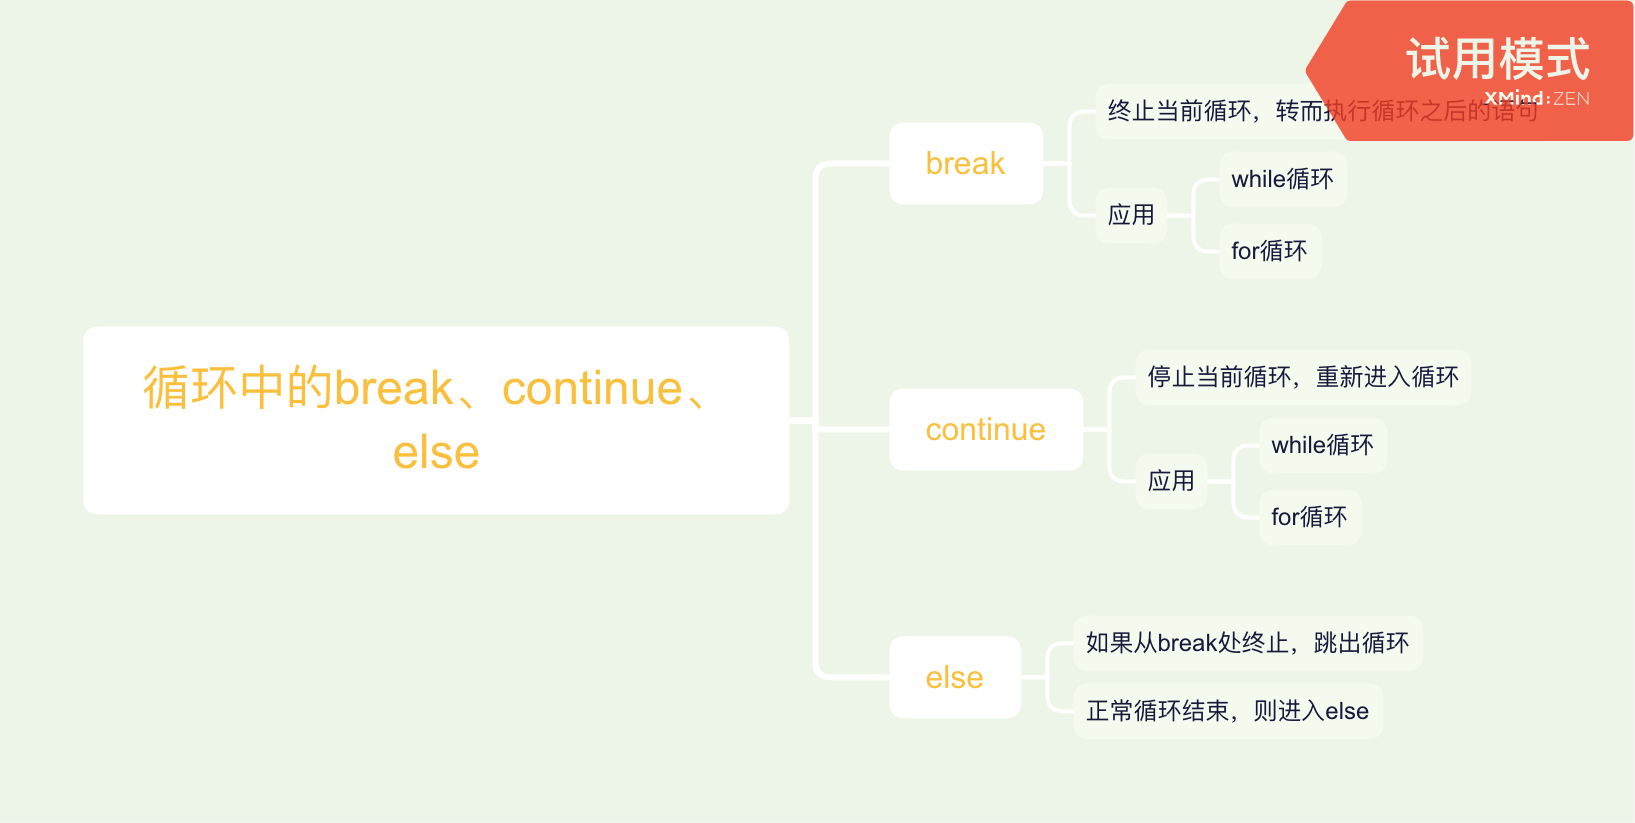 试用模式
XMind:ZEN
终止当前循环，转而执行循环之后的语句
break
while循环
应用
for循环
循环中的break、continue、
else
停止当前循环，重新进入循环
continue
while循环
应用
for循环
如果从break处终止，跳出循环
else
正常循环结束，则进入else